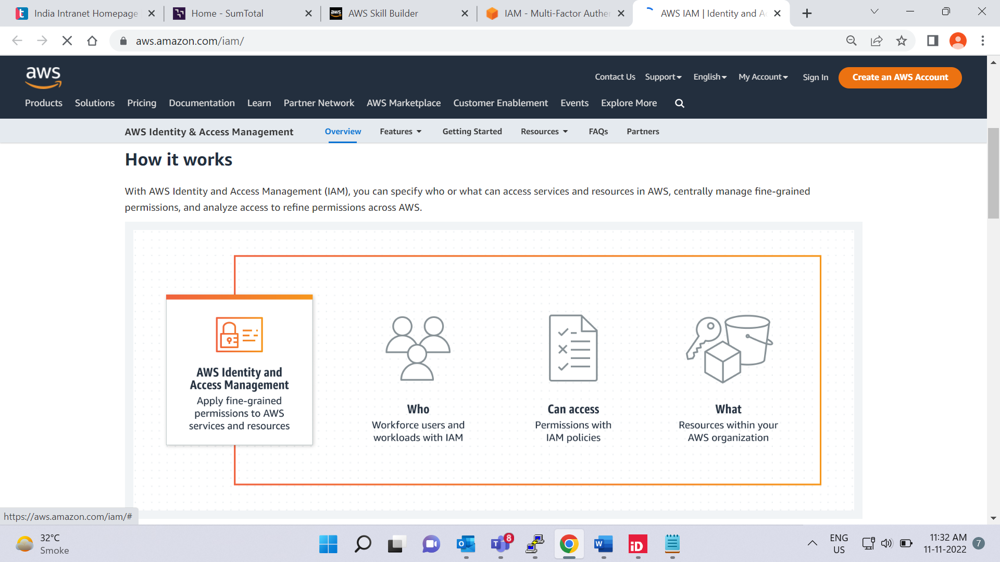 India Intranet Homepage
Home - SumTotal
AWS Skill Builder
IAM - Multi-Factor Auther
AWS IAM | Identity and Ac
aws.amazon.com/iam/
aws
Contact Us
Support
English
My Account
Sign In
Create an AWS Account
Products
Solutions
Pricing
Documentation
Learn
Partner Network
AWS Marketplace
Customer Enablement
Events
Explore More
AWS Identity & Access Management
Overview
Features
Getting Started
Resources
FAQs
Partners
How it works
With AWS Identity and Access Management (IAM), you can specify who or what can access services and resources in AWS, centrally manage fine-grained
permissions, and analyze access to refine permissions across AWS.
AWS Identity and
Access Management
Apply fine-grained
permissions to AWS
services and resources
Who
Workforce users and
workloads with IAM
Can access
Permissions with
IAM policies
What
Resources within your
AWS organization
https://aws.amazon.com/iam/#
32°C
Smoke
8
ENG
US
11:32 AM
11-11-2022
7